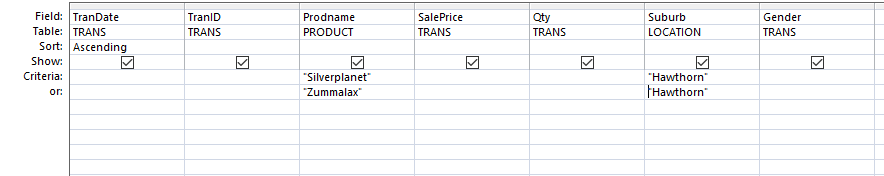 Field: TranDate TranID Prodname SalePrice Qty Suburb Gender
Table: TRANS TRANS PRODUCT TRANS TRANS LOCATION TRANS
Sort: Ascending
Show:
Criteria: "Silverplanet" "Hawthorn"
or: "Zummalax" "Hawthorn"